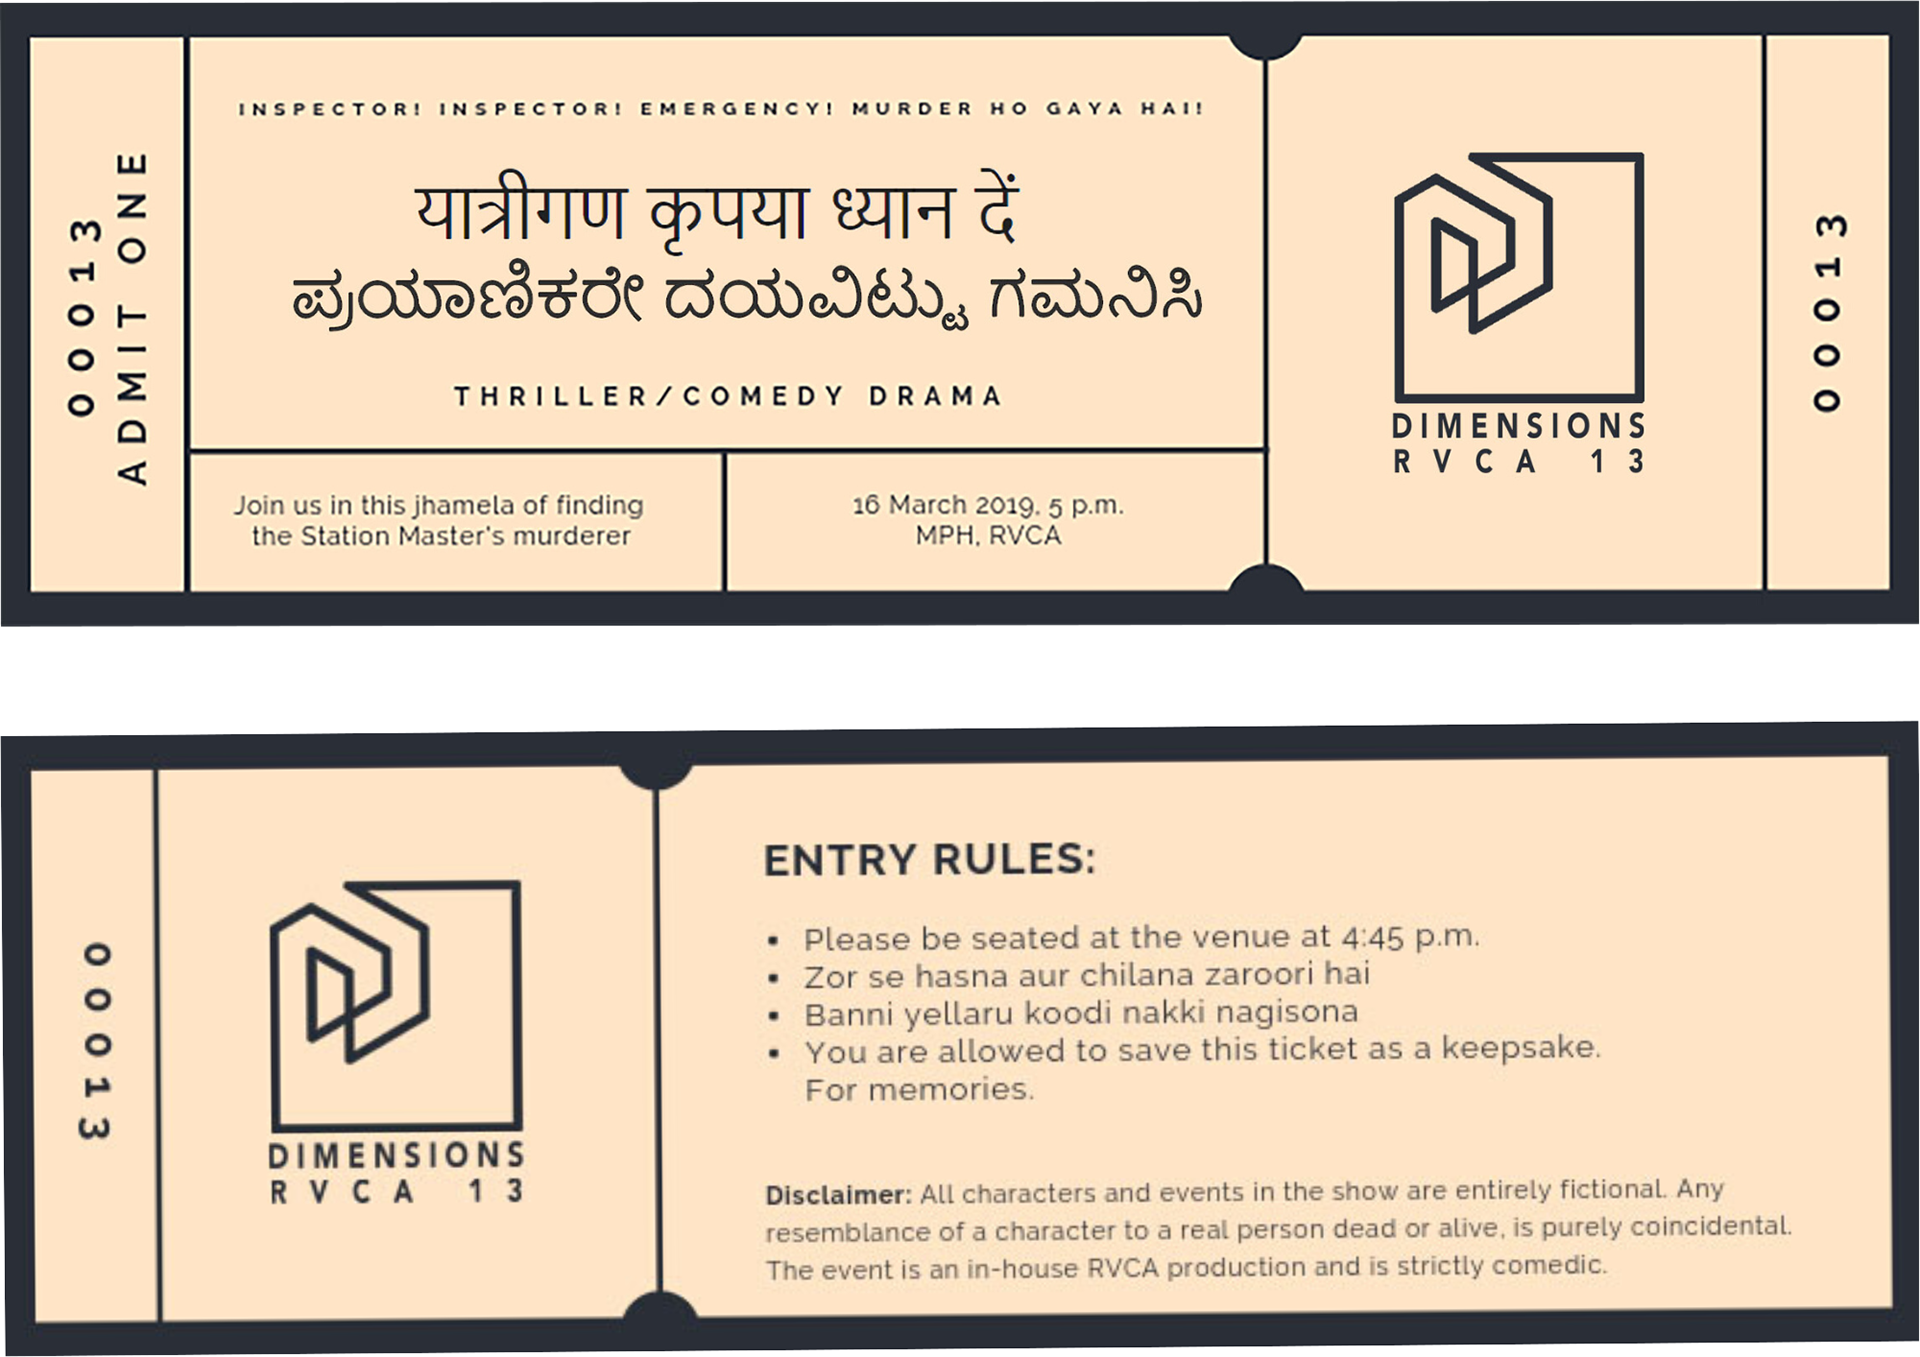 00013
ADMIT ONE
INSPECTOR! INSPECTOR! EMERGENCY! MURDER HO GAYA HAI!
यात्रीगण कृपया ध्यान दें
ಪ್ರಯಾಣಿಕರೇ ದಯವಿಟ್ಟು ಗಮನಿಸಿ
THRILLER/COMEDY DRAMA
Join us in this jhamela of finding
the Station Master's murderer
16 March 2019, 5 p.m.
MPH, RVCA
DIMENSIONS
RVCA 13
00013
00013
DIMENSIONS
RVCA 13
ENTRY RULES:
• Please be seated at the venue at 4:45 p.m.
• Zor se hasna aur chilana zaroori hai
• Banni yellaru koodi nakki nagisona
• You are allowed to save this ticket as a keepsake.
For memories.
Disclaimer: All characters and events in the show are entirely fictional. Any
resemblance of a character to a real person dead or alive, is purely coincidental.
The event is an in-house RVCA production and is strictly comedic.